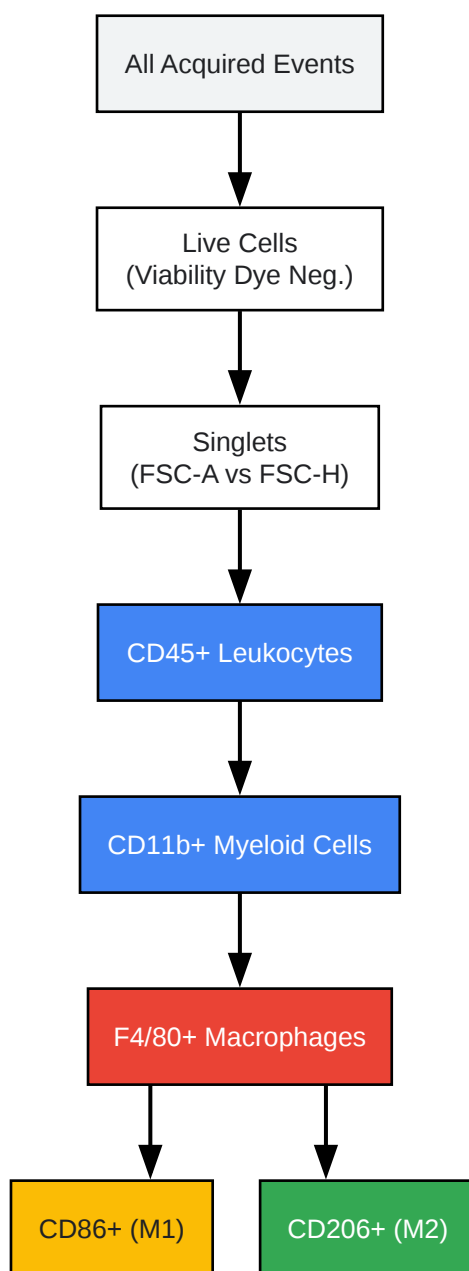 All Acquired Events
Live Cells
(Viability Dye Neg.)
Singlets
(FSC-A vs FSC-H)
CD45+ Leukocytes
CD11b+ Myeloid Cells
F4/80+ Macrophages
CD86+ (M1)
CD206+ (M2)